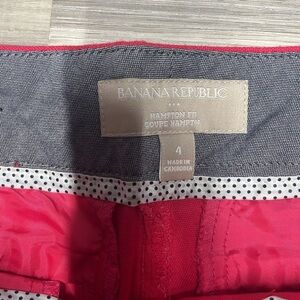 BANANA REPUBLIC
HAMPTON FIT
COUPE HAMPTON
4
MADE IN
CAMBODIA